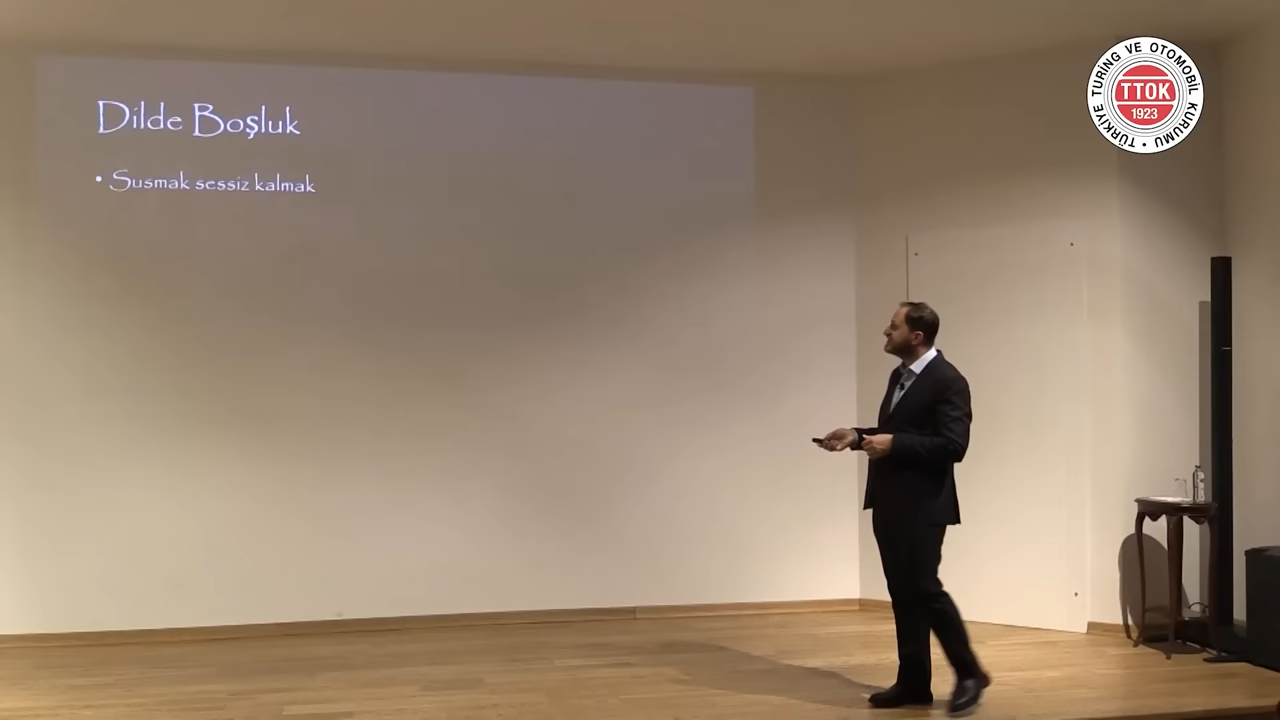 Dilde Boşluk
• Susmak sessiz kalmak
TÜRKİYE TURİNG VE OTOMOBİL KURUMU •
TTOK
1923